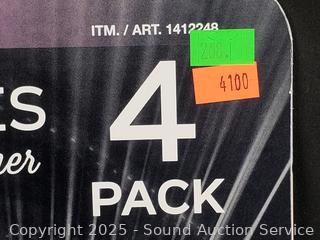 ITM. / ART. 1412248
4100
4
PACK
ES
Copyright 2025 - Sound Auction Service